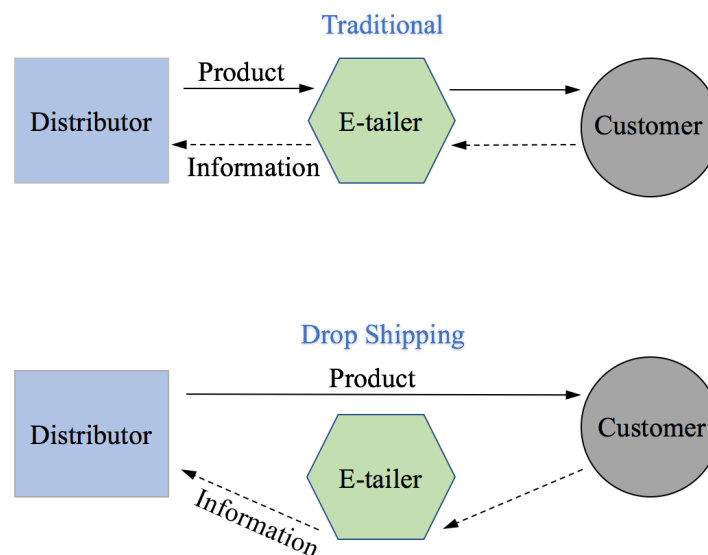 Traditional
Product
Distributor
E-tailer
Customer
Information
Drop Shipping
Product
Distributor
E-tailer
Customer
Information